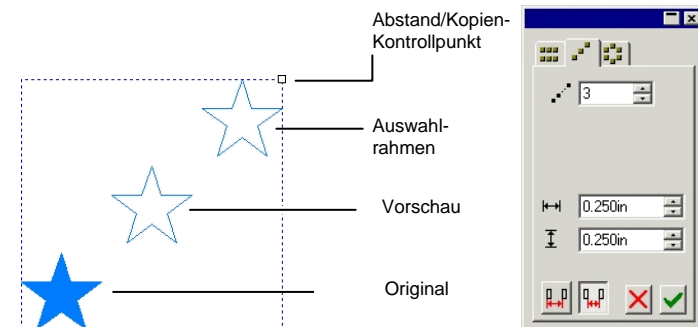 Abstand/Kopien-
Kontrollpunkt
Auswahl-
rahmen
Vorschau
Original
3
0.250in
0.250in